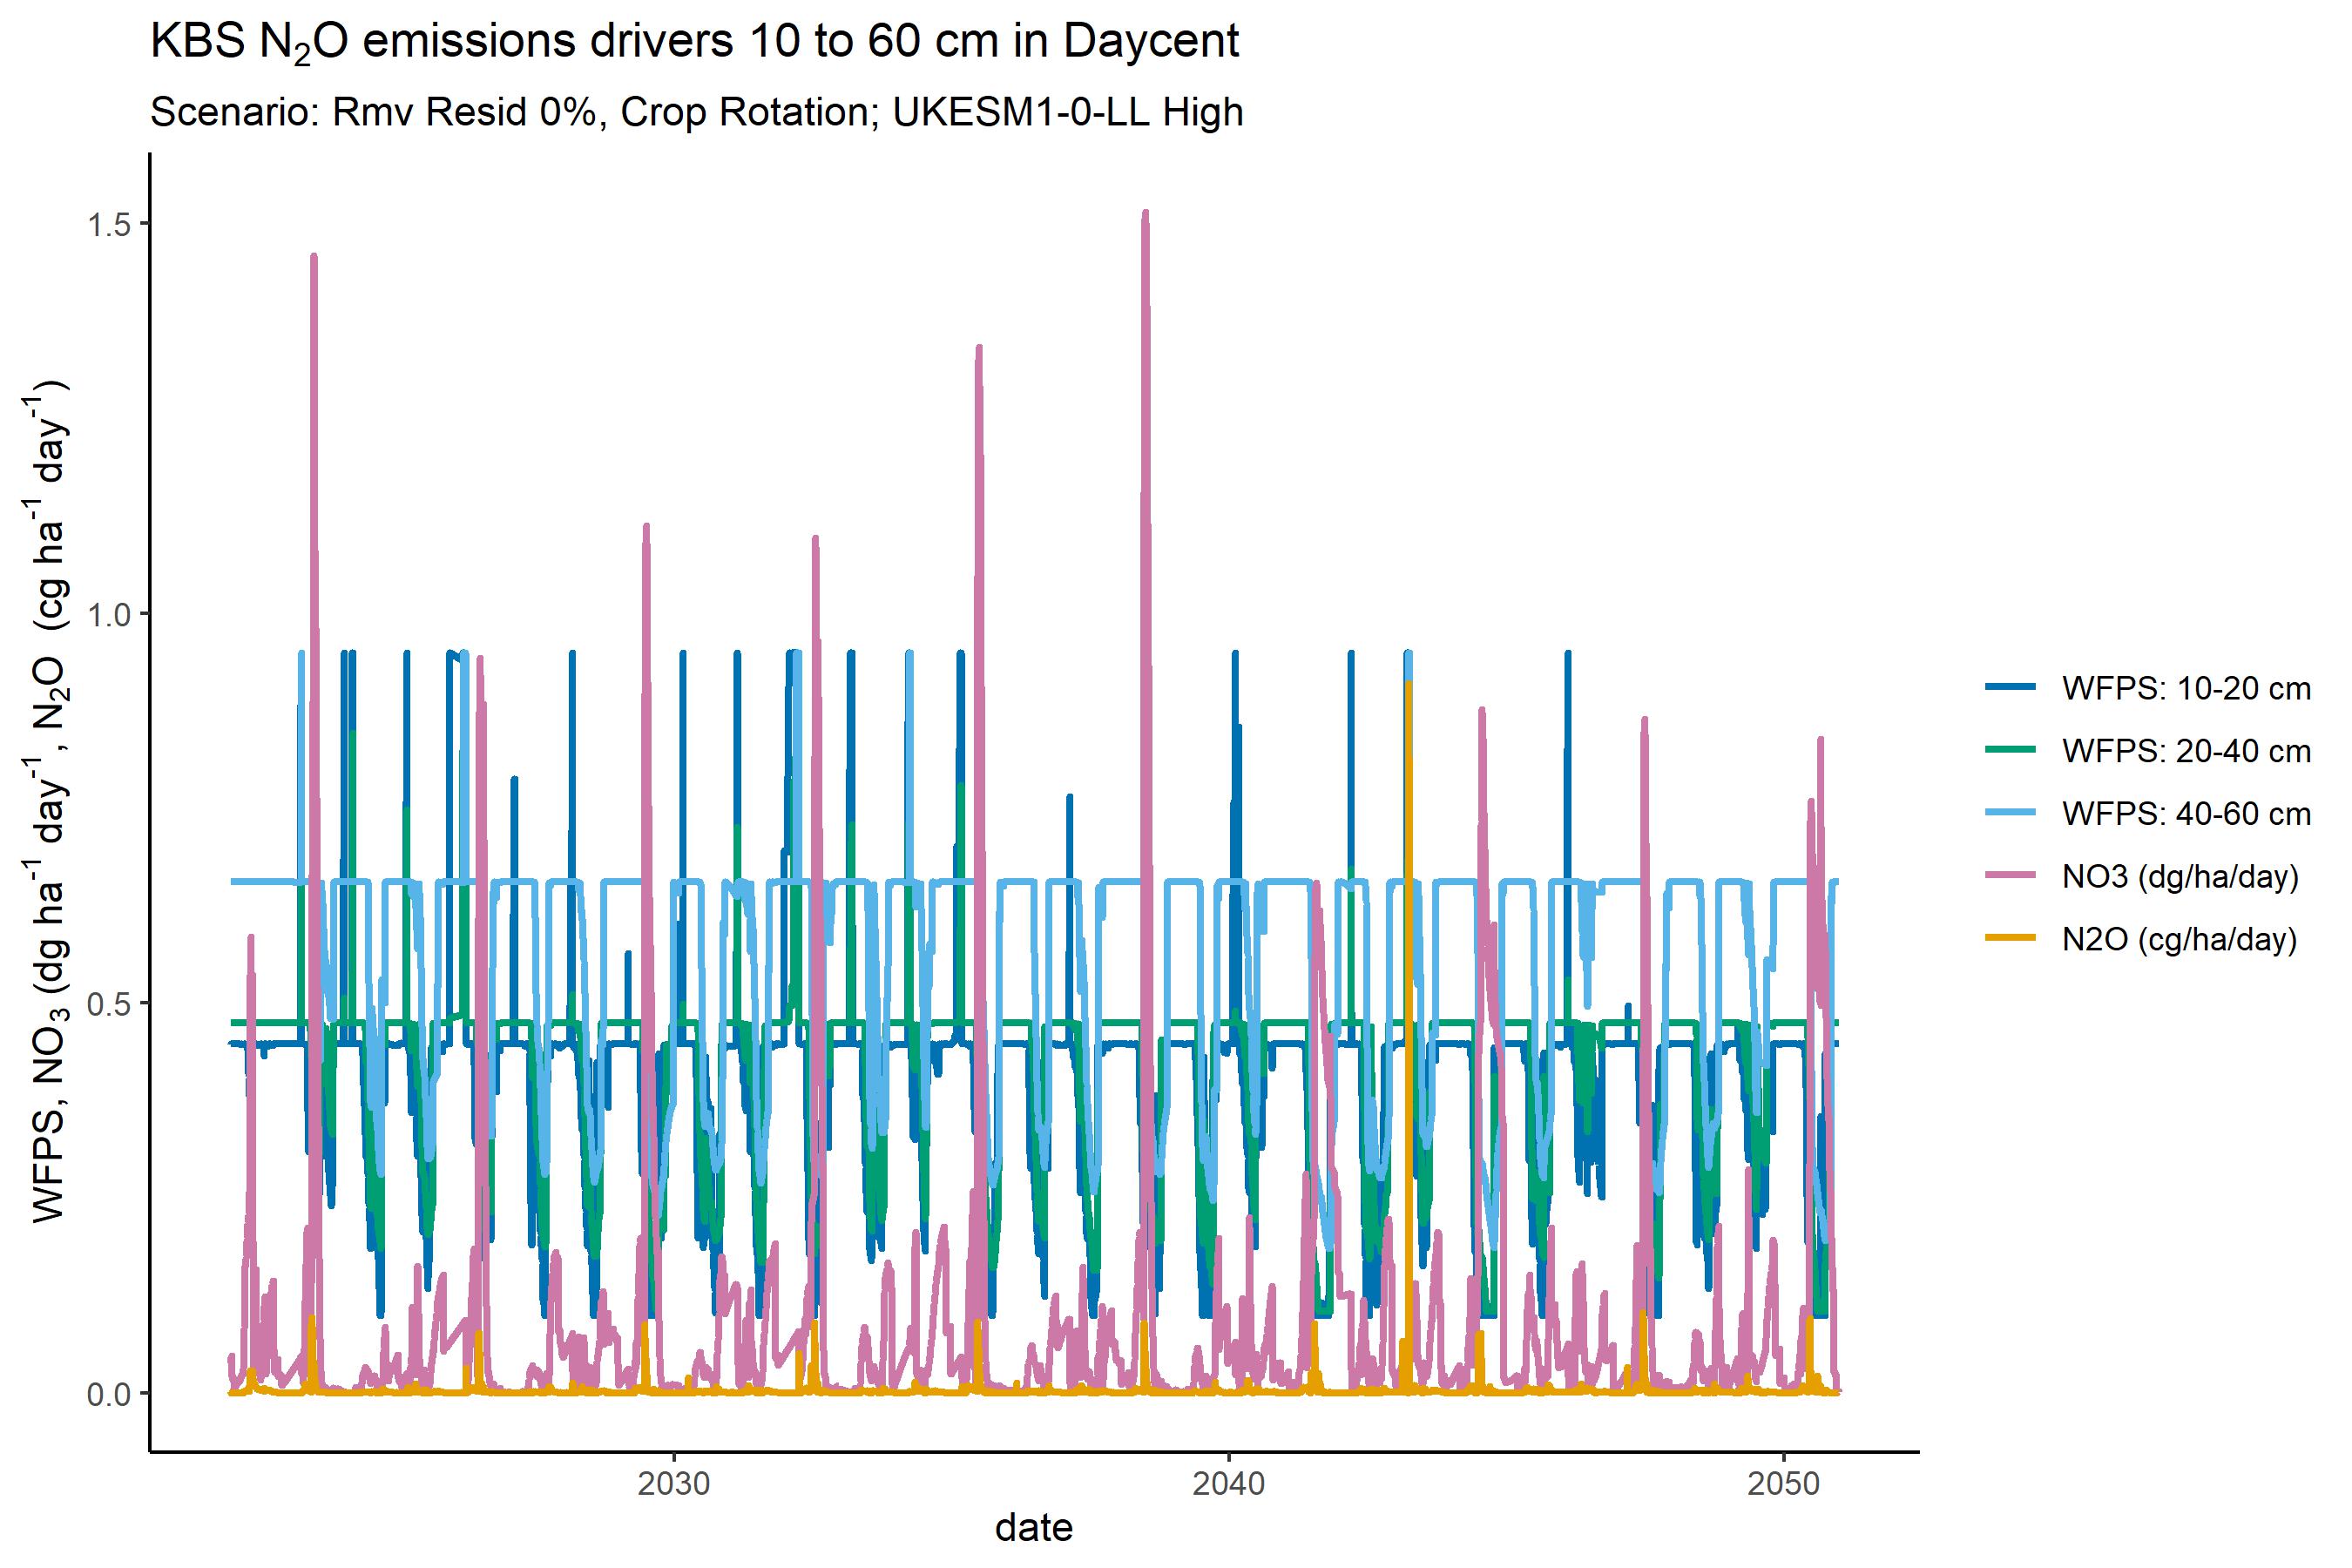 KBS N₂O emissions drivers 10 to 60 cm in Daycent
Scenario: Rmv Resid 0%, Crop Rotation; UKESM1-0-LL High
WFPS, NO₃ (dg ha⁻¹ day⁻¹, N₂O (cg ha⁻¹ day⁻¹)
1.5
1.0
0.5
0.0
2030
2040
2050
date
WFPS: 10-20 cm
WFPS: 20-40 cm
WFPS: 40-60 cm
NO3 (dg/ha/day)
N2O (cg/ha/day)